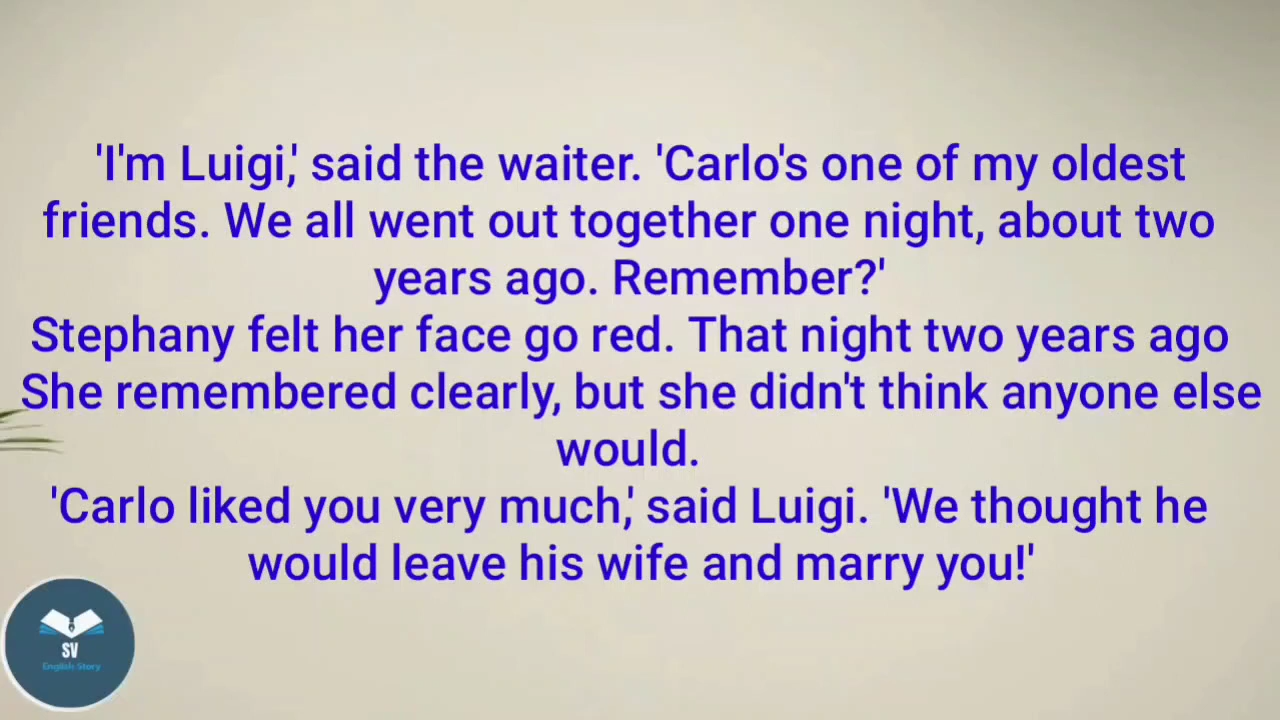 'I'm Luigi,' said the waiter. 'Carlo's one of my oldest
friends. We all went out together one night, about two
years ago. Remember?'
Stephany felt her face go red. That night two years ago
She remembered clearly, but she didn't think anyone else
would.
'Carlo liked you very much,' said Luigi. 'We thought he
would leave his wife and marry you!'
SV
English Story